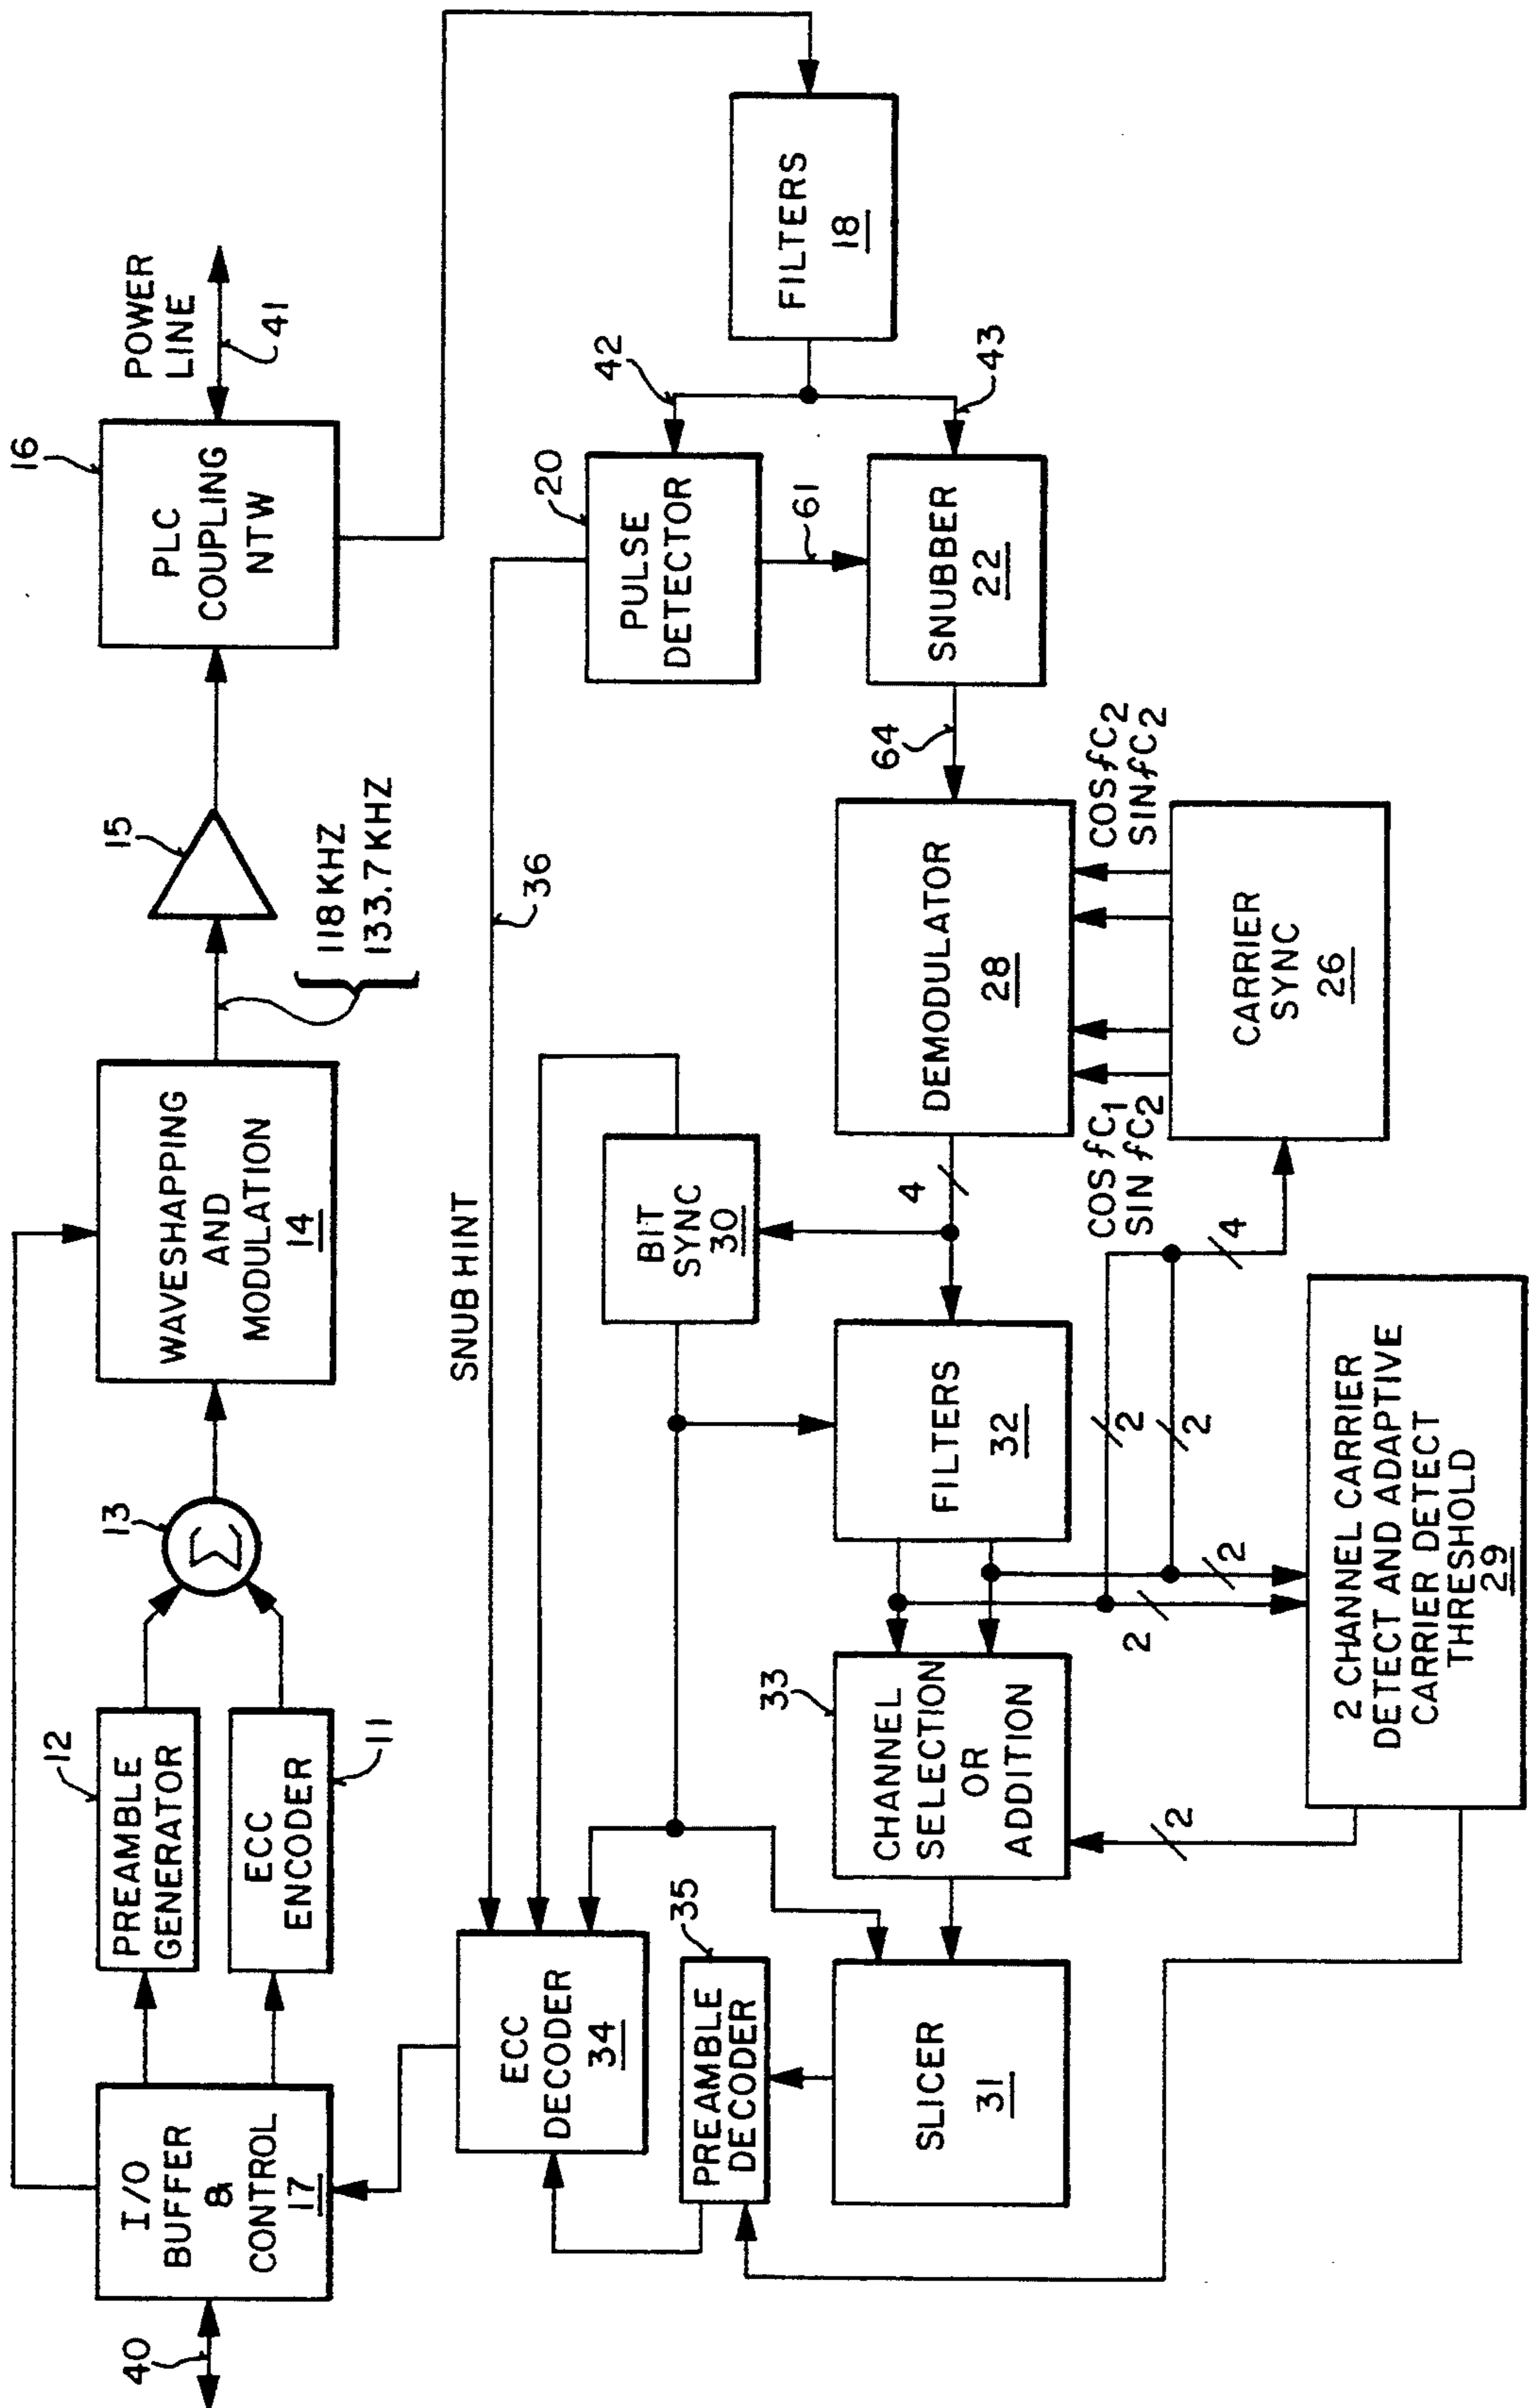 40
I/O
BUFFER
&
CONTROL
17
12
PREAMBLE
GENERATOR
ECC
ENCODER
11
13
Σ
WAVESHAPPING
AND
MODULATION
14
15
118 KHZ
133.7 KHZ
16
PLC
COUPLING
NTW
POWER
LINE
41
SNUB HINT
36
ECC
DECODER
34
35
PREAMBLE
DECODER
BIT
SYNC
30
PULSE
DETECTOR
20
42
61
SLICER
31
33
CHANNEL
SELECTION
OR
ADDITION
FILTERS
32
4
DEMODULATOR
28
64
SNUBBER
22
43
FILTERS
18
COS fC1
SIN fC2
COS fC2
SIN fC2
CARRIER
SYNC
26
2
2
2
2
2
4
2 CHANNEL CARRIER
DETECT AND ADAPTIVE
CARRIER DETECT
THRESHOLD
29